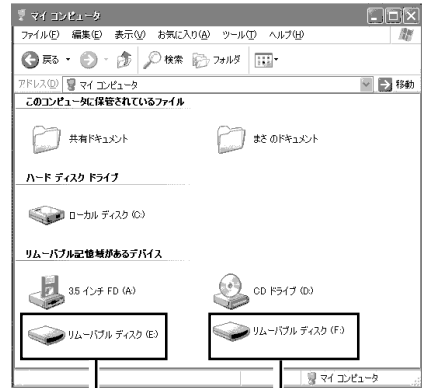 マイ コンピュータ
ファイル(F) 編集(E) 表示(V) お気に入り(A) ツール(T) ヘルプ(H)
戻る 検索 フォルダ
アドレス(D) マイ コンピュータ 移動
このコンピュータに保管されているファイル
共有ドキュメント まさのドキュメント
ハード ディスク ドライブ
ローカル ディスク (C:)
リムーバブル記憶域があるデバイス
3.5 インチ FD (A:) CD ドライブ (D:)
リムーバブル ディスク (E:) リムーバブル ディスク (F:)
マイ コンピュータ